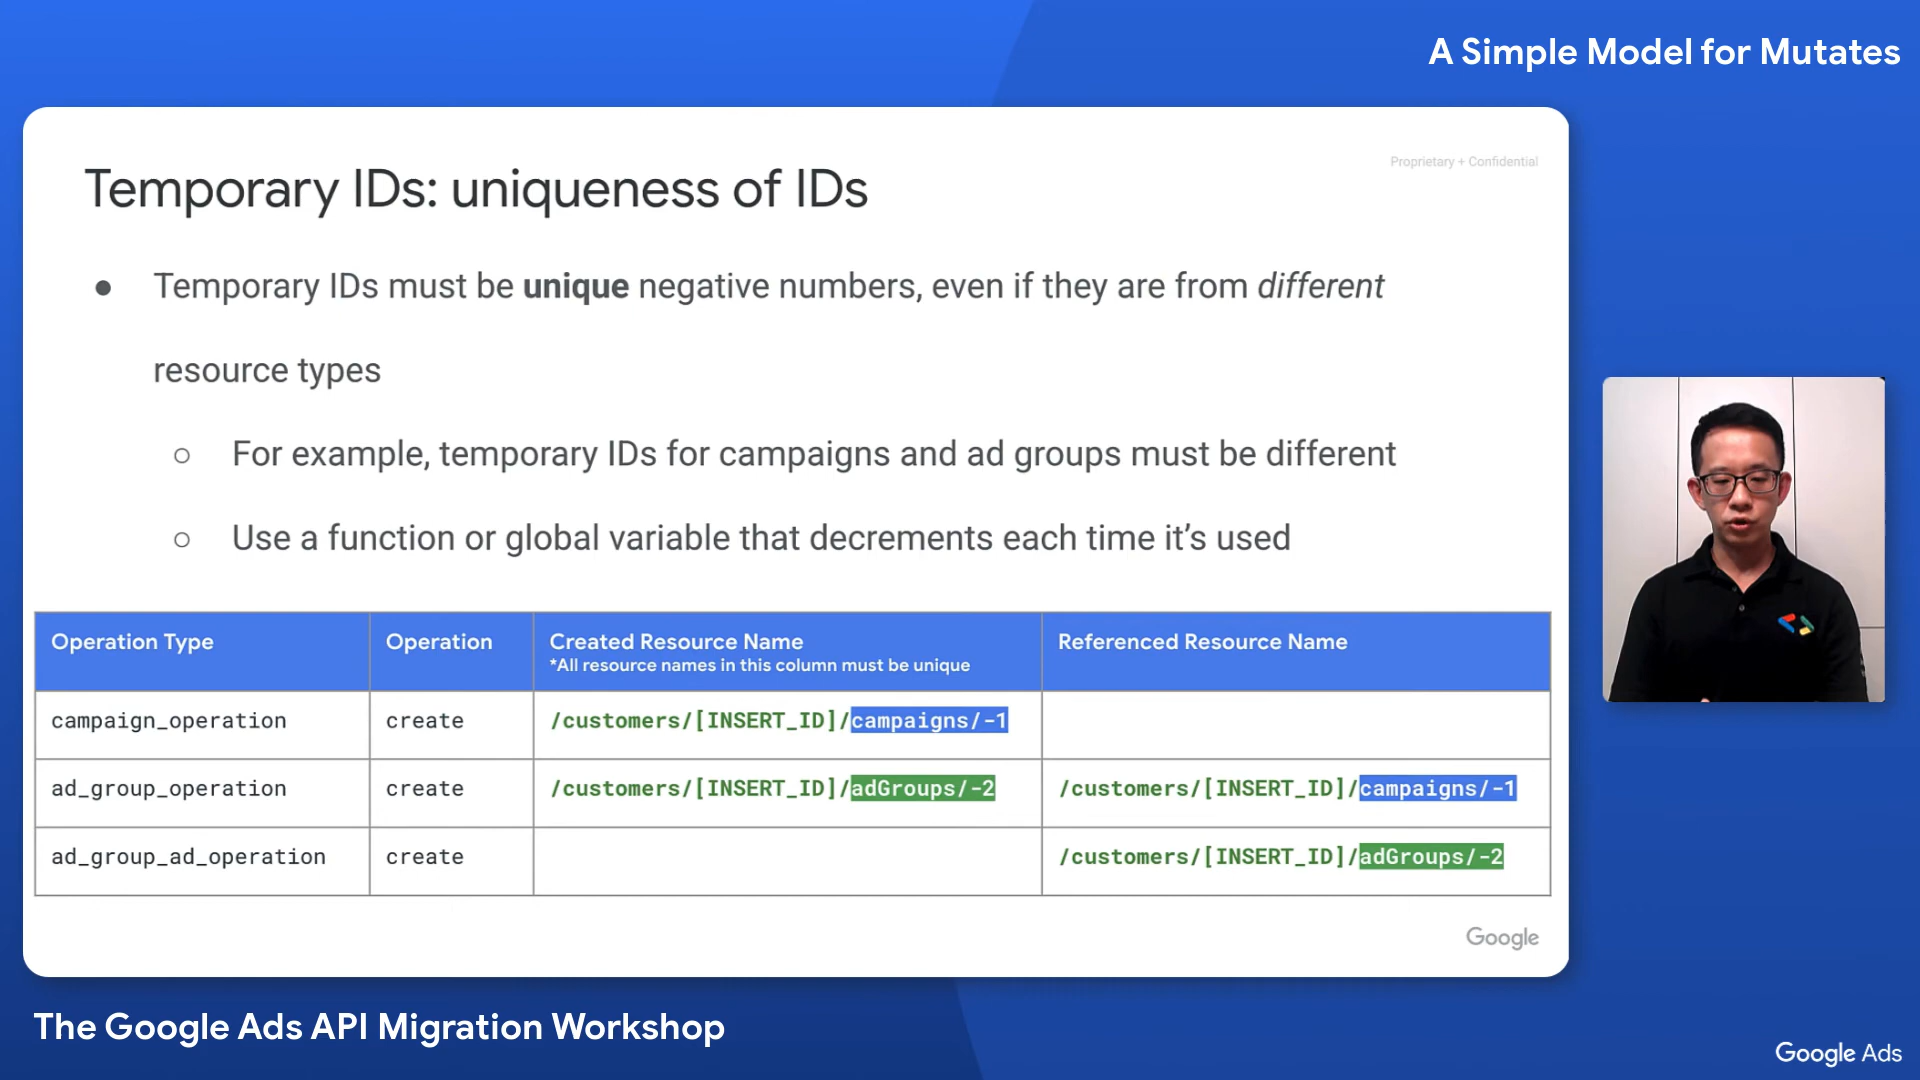 A Simple Model for Mutates
Proprietary + Confidential
Temporary IDs: uniqueness of IDs
● Temporary IDs must be unique negative numbers, even if they are from different
resource types
○ For example, temporary IDs for campaigns and ad groups must be different
○ Use a function or global variable that decrements each time it's used
Operation Type Operation Created Resource Name Referenced Resource Name
*All resource names in this column must be unique
campaign_operation create /customers/[INSERT_ID]/campaigns/-1
ad_group_operation create /customers/[INSERT_ID]/adGroups/-2 /customers/[INSERT_ID]/campaigns/-1
ad_group_ad_operation create /customers/[INSERT_ID]/adGroups/-2
Google
The Google Ads API Migration Workshop
Google Ads